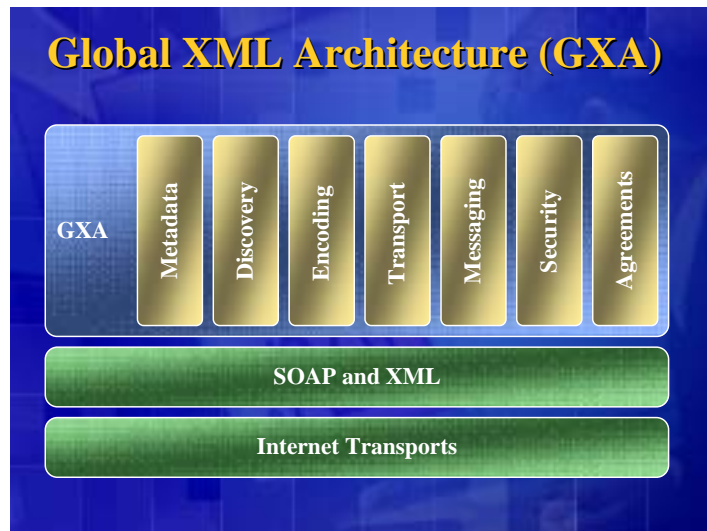 Global XML Architecture (GXA)
GXA
Metadata
Discovery
Encoding
Transport
Messaging
Security
Agreements
SOAP and XML
Internet Transports